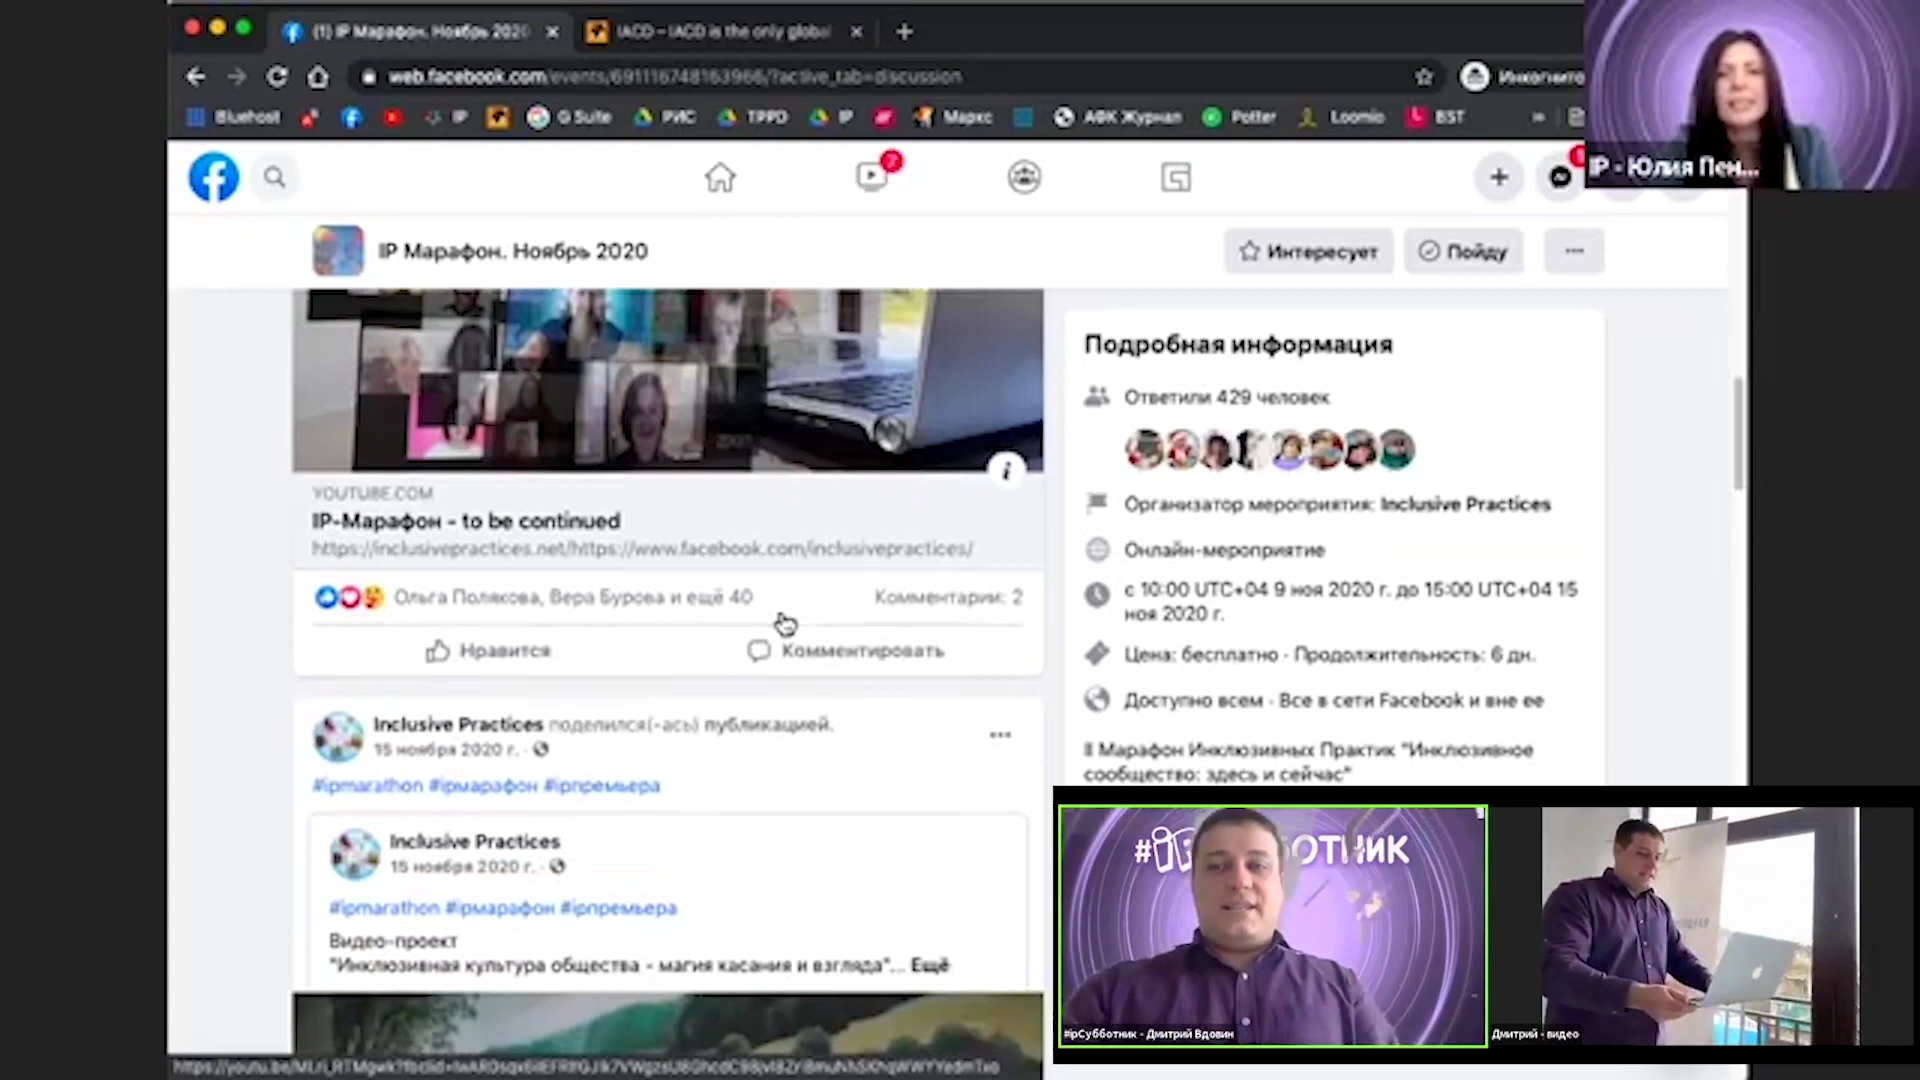 (1) IP Марафон. Ноябрь 2020
IACD – IACD is the only global
web.facebook.com/events/691116748163966/?active_tab=discussion
Инкогнито
Bluehost
IP
G Suite
РИС
TPPD
IP
Маркс
АФК Журнал
Potter
Loomio
BST
IP - Юлия Пен...
IP Марафон. Ноябрь 2020
Интересует
Пойду
Подробная информация
Ответили 429 человек
Организатор мероприятия: Inclusive Practices
Онлайн-мероприятие
с 10:00 UTC+04 9 ноя 2020 г. до 15:00 UTC+04 15
ноя 2020 г.
Цена: бесплатно · Продолжительность: 6 дн.
Доступно всем · Все в сети Facebook и вне ее
II Марафон Инклюзивных Практик "Инклюзивное
сообщество: здесь и сейчас"
YOUTUBE.COM
IP-Марафон - to be continued
https://inclusivepractices.net/https://www.facebook.com/inclusivepractices/
Ольга Полякова, Вера Бурова и ещё 40
Комментарии: 2
Нравится
Комментировать
Inclusive Practices поделился(-ась) публикацией.
15 ноября 2020 г. ·
#ipmarathon #ipмарафон #ipпремьера
Inclusive Practices
15 ноября 2020 г. ·
#ipmarathon #ipмарафон #ipпремьера
Видео-проект
"Инклюзивная культура общества - магия касания и взгляда"... Ещё
#ipСубботник - Дмитрий Вдовин
Дмитрий - видео